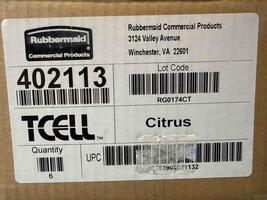 Rubbermaid
Commercial Products
Rubbermaid Commercial Products
3124 Valley Avenue
Winchester, VA 22601
402113
Lot Code
RG0174CT
TCELL™
Citrus
Quantity
6
UPC